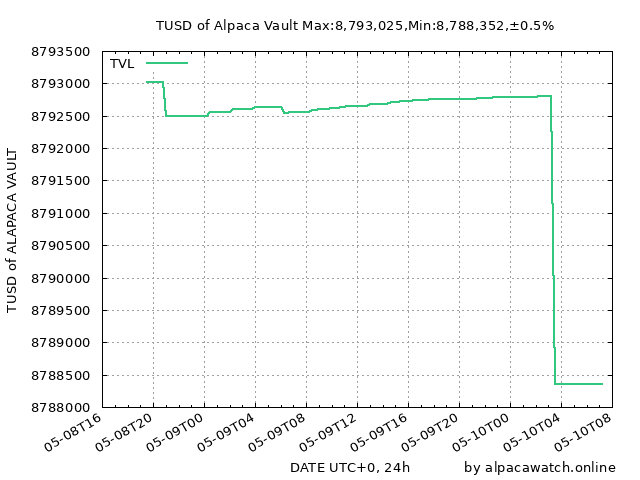 TUSD of Alpaca Vault Max:8,793,025,Min:8,788,352,±0.5%
TVL
8793500
8793000
8792500
8792000
8791500
8791000
8790500
8790000
8789500
8789000
8788500
8788000
TUSD of ALAPACA VAULT
05-08T16
05-08T20
05-09T00
05-09T04
05-09T08
05-09T12
05-09T16
05-09T20
05-10T00
05-10T04
05-10T08
DATE UTC+0, 24h
by alpacawatch.online